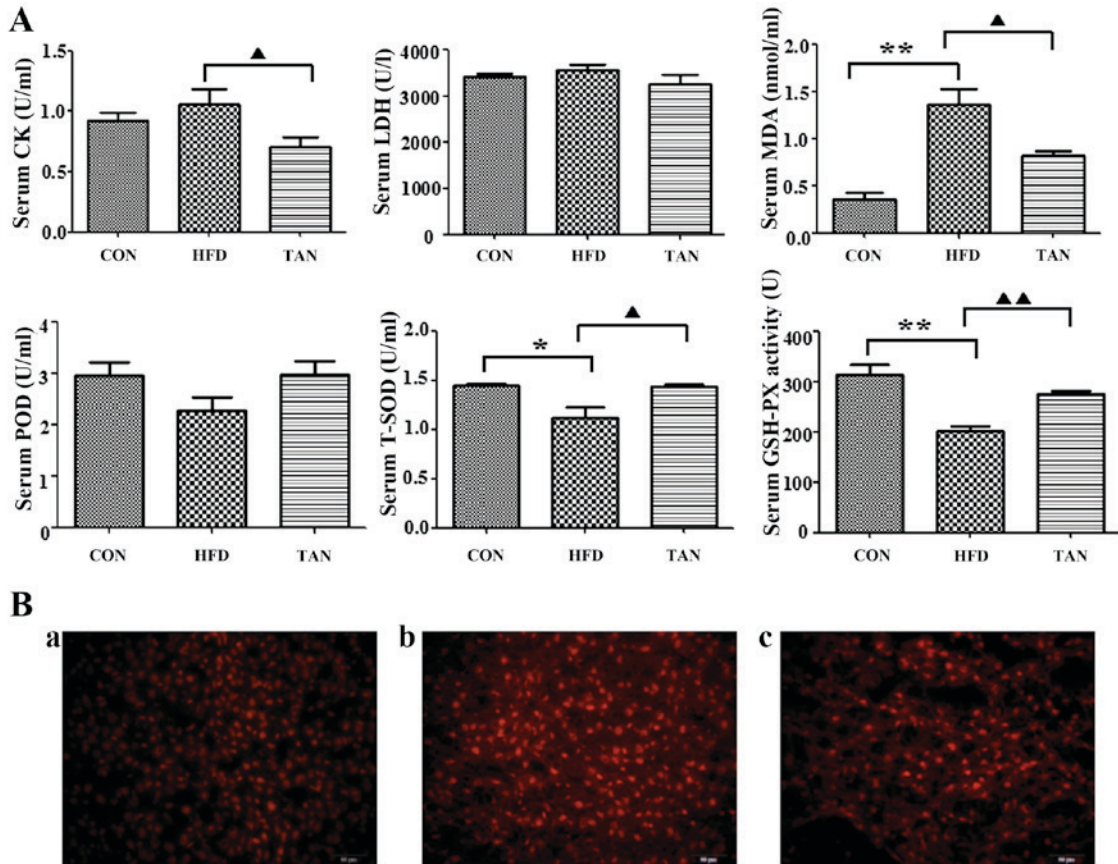 A
Serum CK (U/ml)
1.5
1.0
0.5
0.0
▲
CON HFD TAN
Serum LDH (U/l)
4000
3200
2000
1000
0
CON HFD TAN
Serum MDA (nmol/ml)
2.0
1.5
1.0
0.5
0.0
** ▲
CON HFD TAN
Serum POD (U/ml)
4
3
2
1
0
CON HFD TAN
Serum T-SOD (U/ml)
2.0
1.5
1.0
0.5
0.0
* ▲
CON HFD TAN
Serum GSH-PX activity (U)
400
300
200
100
0
** ▲▲
CON HFD TAN
B
a b c